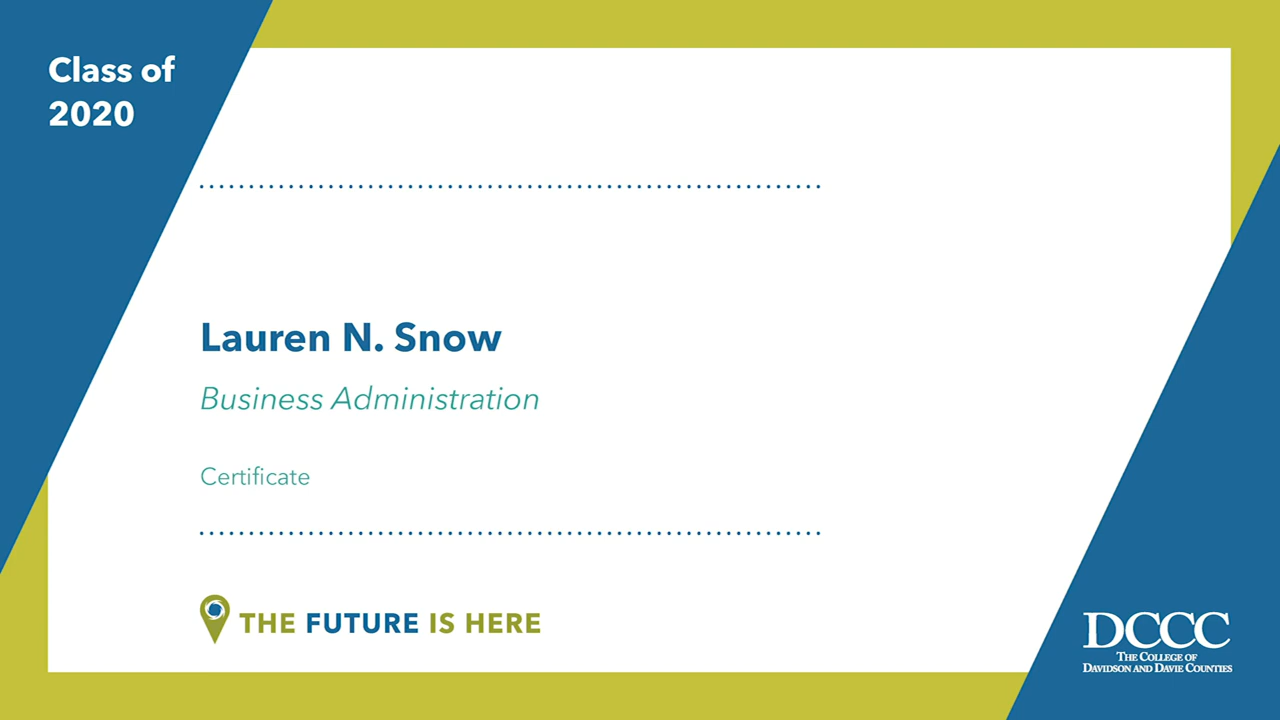 Class of
2020
Lauren N. Snow
Business Administration
Certificate
THE FUTURE IS HERE
DCCC
THE COLLEGE OF
DAVIDSON AND DAVIE COUNTIES